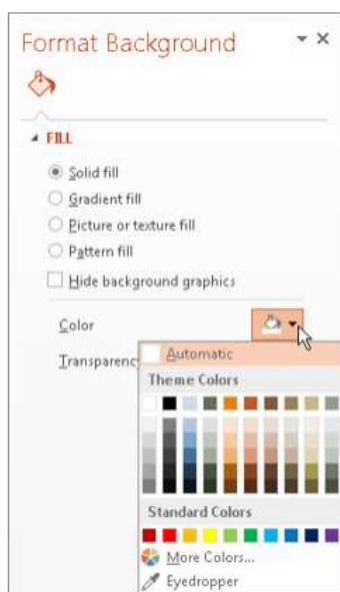 Format Background
FILL
Solid fill
Gradient fill
Picture or texture fill
Pattern fill
Hide background graphics
Color
Transparency
Automatic
Theme Colors
Standard Colors
More Colors...
Eyedropper